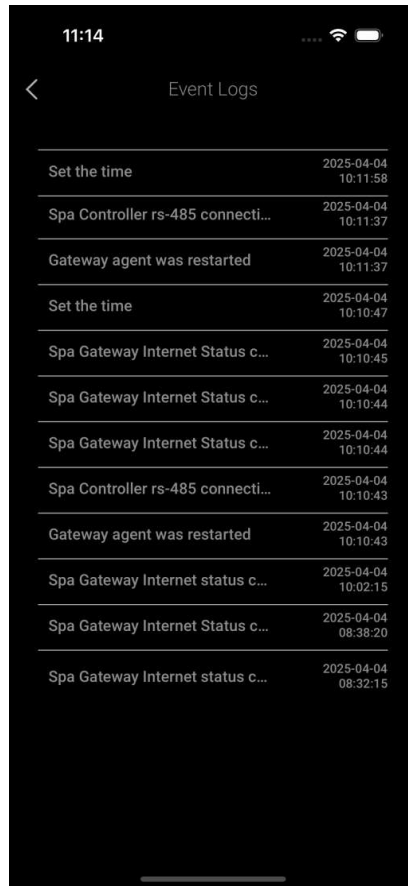 11:14
Event Logs
Set the time
2025-04-04
10:11:58
Spa Controller rs-485 connecti...
2025-04-04
10:11:37
Gateway agent was restarted
2025-04-04
10:11:37
Set the time
2025-04-04
10:10:47
Spa Gateway Internet Status c...
2025-04-04
10:10:45
Spa Gateway Internet Status c...
2025-04-04
10:10:44
Spa Gateway Internet Status c...
2025-04-04
10:10:44
Spa Controller rs-485 connecti...
2025-04-04
10:10:43
Gateway agent was restarted
2025-04-04
10:10:43
Spa Gateway Internet status c...
2025-04-04
10:02:15
Spa Gateway Internet Status c...
2025-04-04
08:38:20
Spa Gateway Internet status c...
2025-04-04
08:32:15